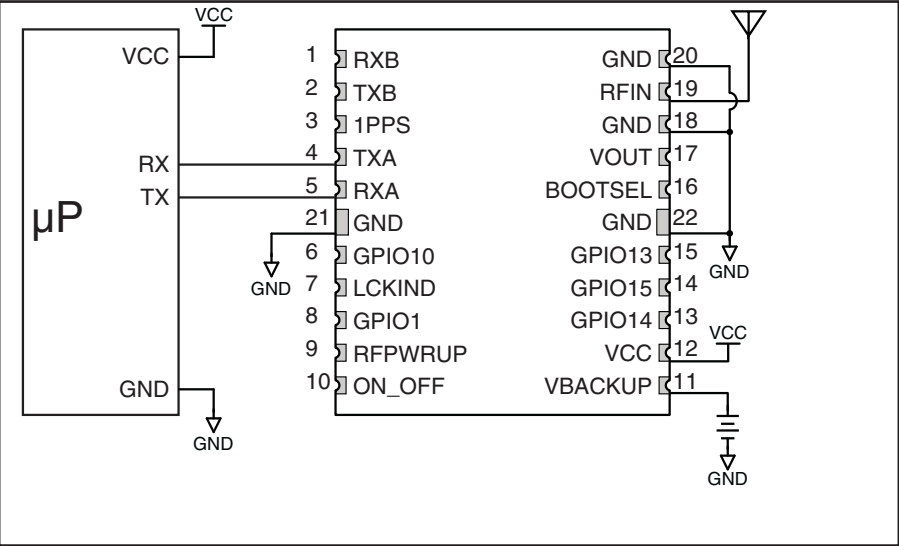 VCC
VCC
RX
TX
µP
GND
GND
1 RXB
2 TXB
3 1PPS
4 TXA
5 RXA
21 GND
GND
6 GPIO10
7 LCKIND
8 GPIO1
9 RFPWRUP
10 ON_OFF
GND 20
RFIN 19
GND 18
VOUT 17
BOOTSEL 16
GND 22
GND
GPIO13 15
GPIO15 14
GPIO14 13
VCC
VCC 12
VBACKUP 11
GND